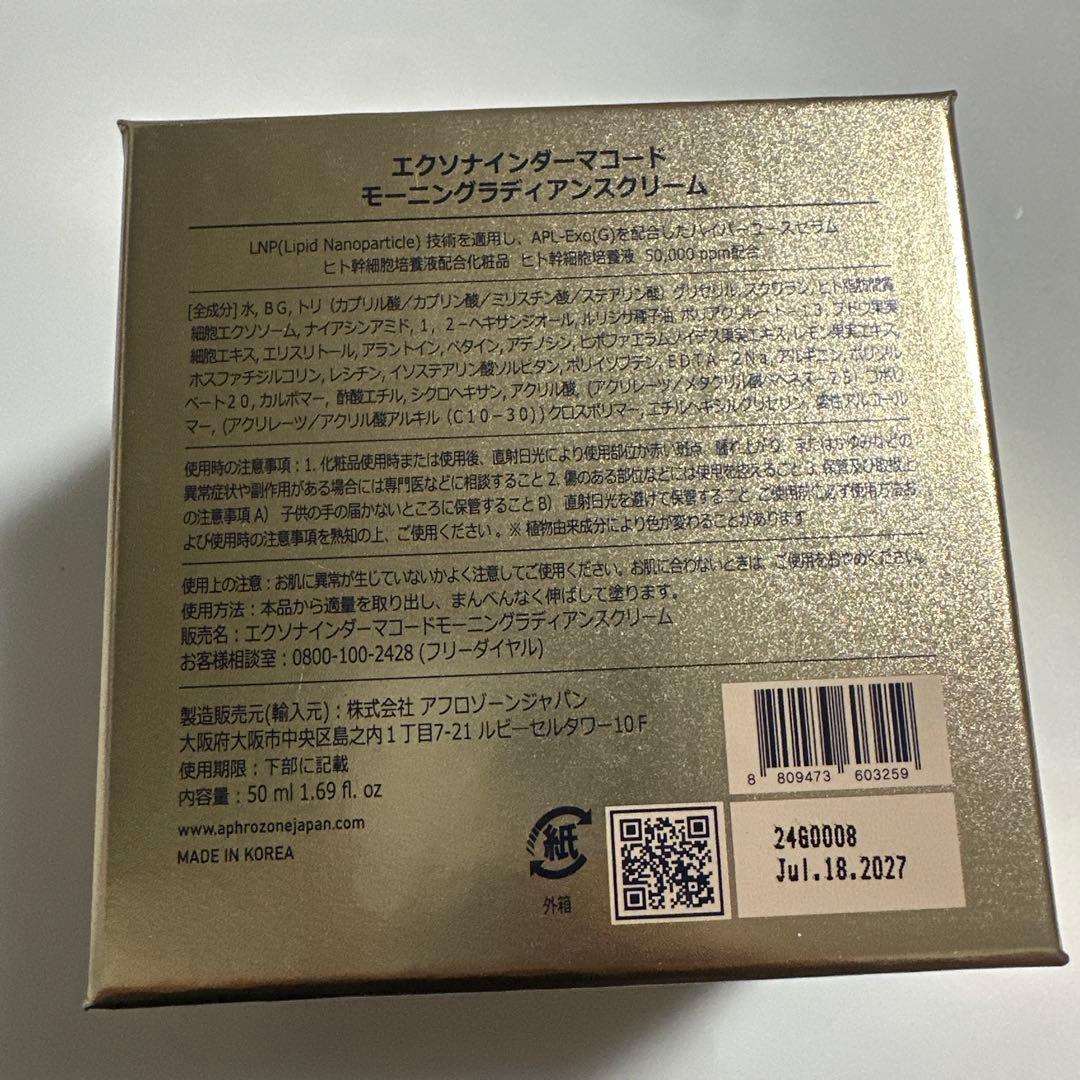 エクソナインダーマコード
モーニングラディアンスクリーム
LNP(Lipid Nanoparticle) 技術を適用し、APL-Exo(G)を配合したハイパーユースセラム
ヒト幹細胞培養液配合化粧品 ヒト幹細胞培養液 50,000 ppm配合
[全成分] 水, BG, トリ（カプリル酸／カプリン酸／ミリスチン酸／ステアリン酸）グリセリル, スクワラン, ヒト脂肪間質
細胞エクソソーム, ナイアシンアミド, 1, 2-ヘキサンジオール, ルリジサ種子油, ポリアクリレート-13, ブドウ果実
細胞エキス, エリスリトール, アラントイン, ベタイン, アデノシン, ヒポファエラムノイデス果実エキス, レモン果実エキス,
ホスファチジルコリン, レシチン, イソステアリン酸ソルビタン, ポリイソブテン, EDTA-2Na, アルギニン, ポリソル
ベート20, カルボマー, 酢酸エチル, シクロヘキサン, アクリル酸, (アクリレーツ／メタクリル酸ベヘネス-25) コポリ
マー, (アクリレーツ／アクリル酸アルキル（C10-30）) クロスポリマー, エチルヘキシルグリセリン, 変性アルコール
使用時の注意事項：1. 化粧品使用時または使用後、直射日光により使用部位が赤い斑点、腫れ上がり、またはかゆみなどの
異常症状や副作用がある場合には専門医などに相談すること 2. 傷のある部位などには使用を控えること 3. 保管及び取扱上
の注意事項 A）子供の手の届かないところに保管すること B）直射日光を避けて保管すること ご使用前に必ず使用方法お
よび使用時の注意事項を熟知の上、ご使用ください。※ 植物由来成分により色が変わることがあります
使用上の注意：お肌に異常が生じていないかよく注意してご使用ください。お肌に合わないときは、ご使用をおやめください。
使用方法：本品から適量を取り出し、まんべんなく伸ばして塗ります。
販売名：エクソナインダーマコードモーニングラディアンスクリーム
お客様相談室：0800-100-2428 (フリーダイヤル)
製造販売元(輸入元)：株式会社 アフロゾーンジャパン
大阪府大阪市中央区島之内1丁目7-21 ルビーセルタワー10F
使用期限：下部に記載
内容量：50 ml 1.69 fl. oz
www.aphrozonejapan.com
MADE IN KOREA
紙
外箱
8 809473 603259
24G0008
Jul.18.2027